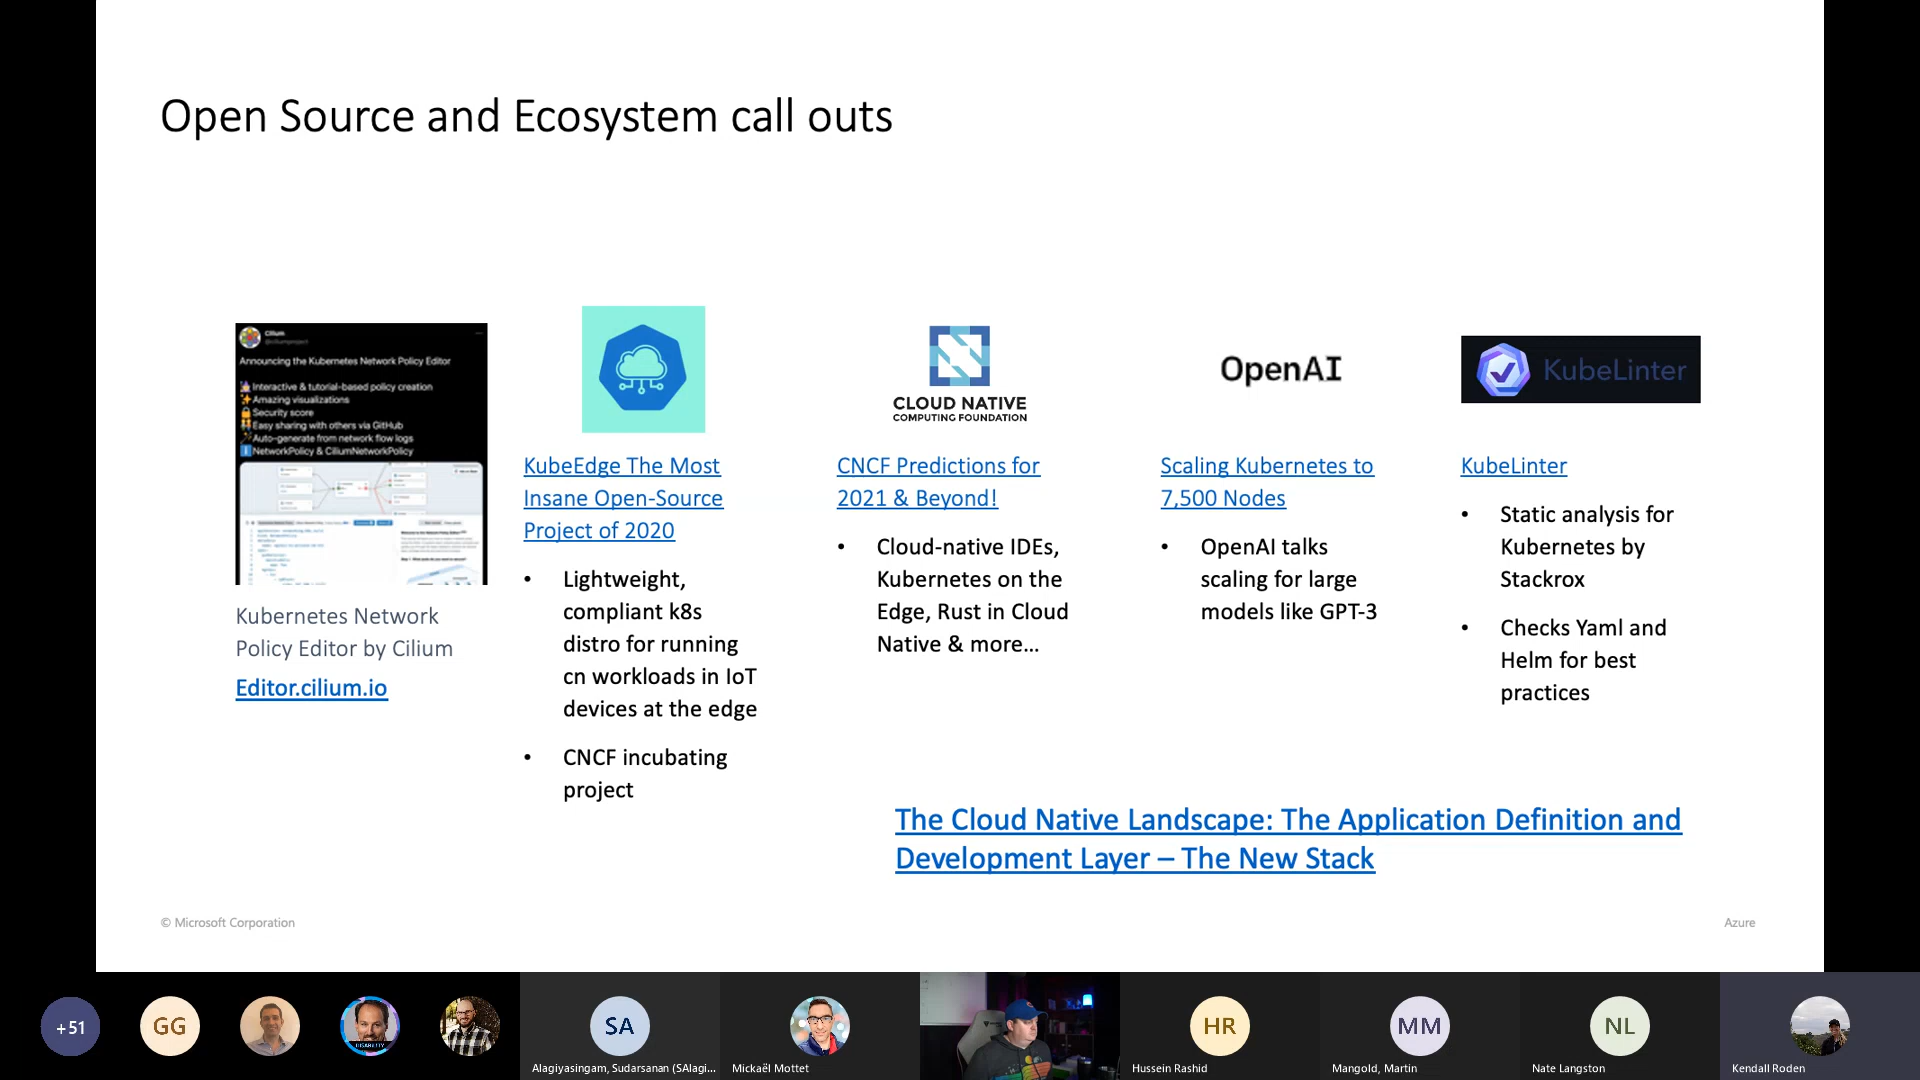 Open Source and Ecosystem call outs
Cilium
Announcing the Kubernetes Network Policy Editor
Interactive & tutorial-based policy creation
Amazing visualizations
Security score
Easy sharing with others via GitHub
Auto-generate from network flow logs
NetworkPolicy & CiliumNetworkPolicy
Kubernetes Network
Policy Editor by Cilium
Editor.cilium.io
KubeEdge The Most
Insane Open-Source
Project of 2020
• Lightweight,
compliant k8s
distro for running
cn workloads in IoT
devices at the edge
• CNCF incubating
project
CLOUD NATIVE
COMPUTING FOUNDATION
CNCF Predictions for
2021 & Beyond!
• Cloud-native IDEs,
Kubernetes on the
Edge, Rust in Cloud
Native & more...
OpenAI
Scaling Kubernetes to
7,500 Nodes
• OpenAI talks
scaling for large
models like GPT-3
KubeLinter
KubeLinter
• Static analysis for
Kubernetes by
Stackrox
• Checks Yaml and
Helm for best
practices
The Cloud Native Landscape: The Application Definition and
Development Layer – The New Stack
© Microsoft Corporation
Azure
+51
GG
SA
HR
MM
NL
Alagiyasingam, Sudarsanan (SAlagi...
Mickaël Mottet
Hussein Rashid
Mangold, Martin
Nate Langston
Kendall Roden